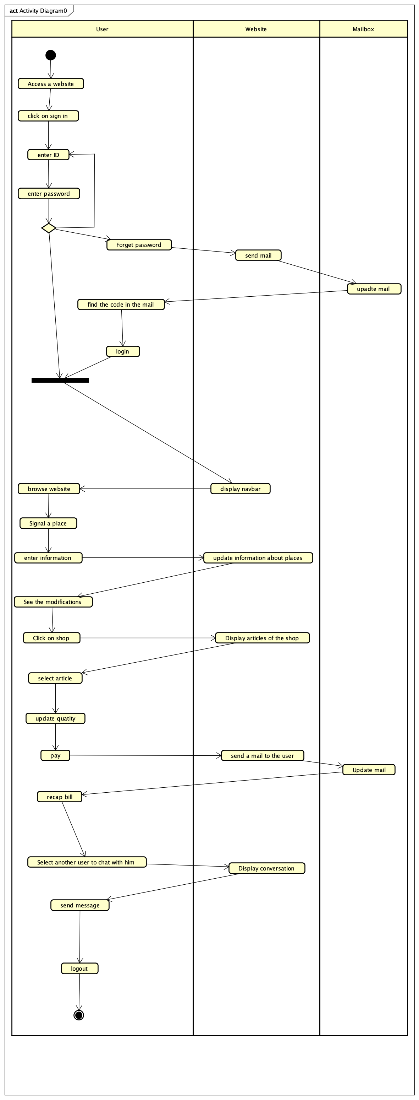 act Activity Diagram0
User Website Mailbox
Access a website
click on sign in
enter ID
enter password
Forget password
send mail
upadte mail
find the code in the mail
login
browse website
display navbar
Signal a place
enter information
update information about places
See the modifications
Click on shop
Display articles of the shop
select article
update quatity
pay
send a mail to the user
Update mail
recap bill
Select another user to chat with him
Display conversation
send message
logout